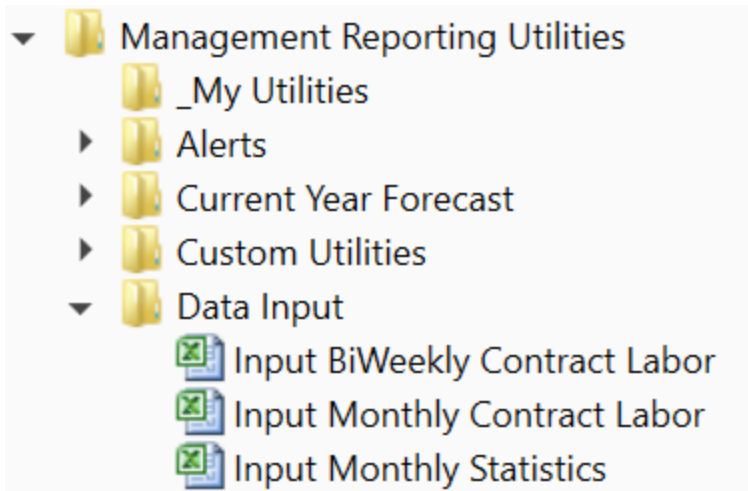 Management Reporting Utilities
_My Utilities
Alerts
Current Year Forecast
Custom Utilities
Data Input
Input BiWeekly Contract Labor
Input Monthly Contract Labor
Input Monthly Statistics